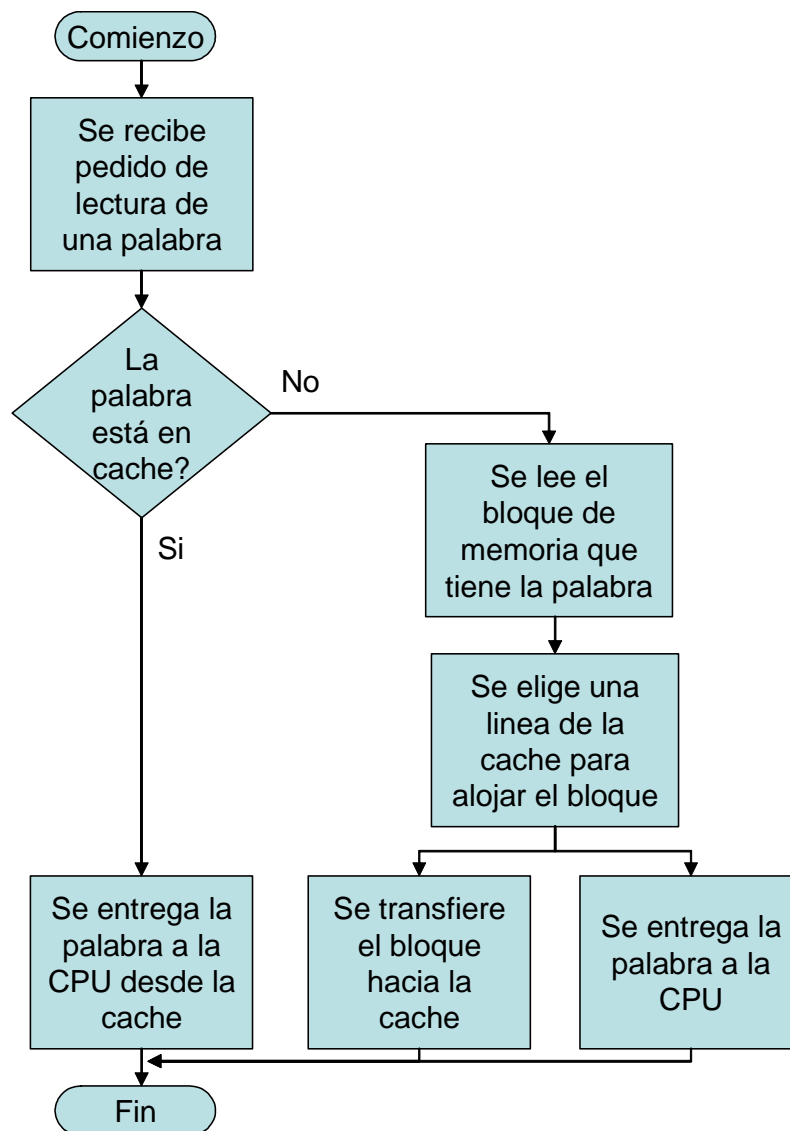 Comienzo
Se recibe
pedido de
lectura de
una palabra
La
palabra
está en
cache?
No
Si
Se lee el
bloque de
memoria que
tiene la palabra
Se elige una
linea de la
cache para
alojar el bloque
Se entrega la
palabra a la
CPU desde la
cache
Se transfiere
el bloque
hacia la
cache
Se entrega la
palabra a la
CPU
Fin